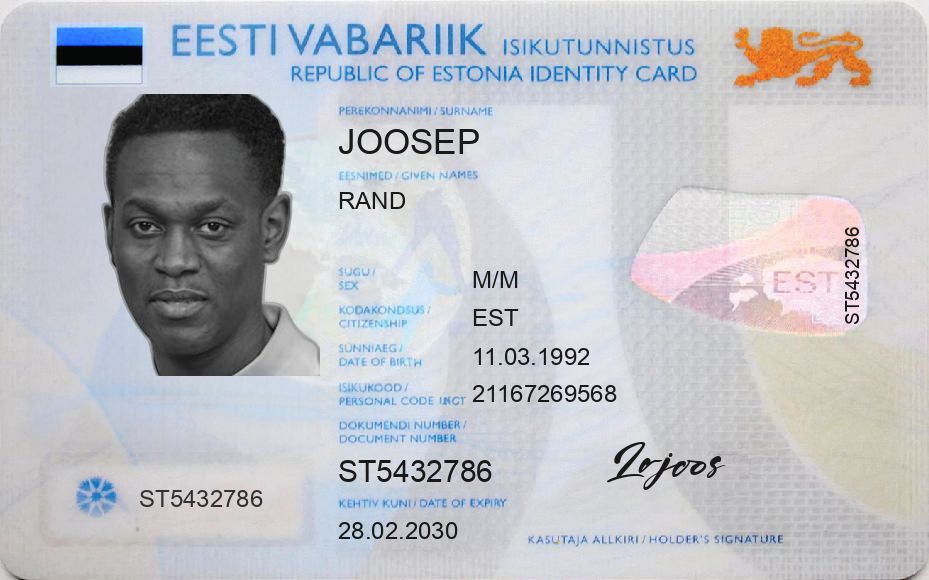 EESTI VABARIIK ISIKUTUNNISTUS
REPUBLIC OF ESTONIA IDENTITY CARD
PEREKONNANIMI / SURNAME
JOOSEP
EESNIMED / GIVEN NAMES
RAND
SUGU /
SEX
M/M
KODAKONDSUS /
CITIZENSHIP
EST
SÜNNIAEG /
DATE OF BIRTH
11.03.1992
ISIKUKOOD /
PERSONAL CODE
21167269568
DOKUMENDI NUMBER /
DOCUMENT NUMBER
ST5432786
KEHTIV KUNI / DATE OF EXPIRY
28.02.2030
ST5432786
EST
ST5432786
KASUTAJA ALLKIRI / HOLDER'S SIGNATURE